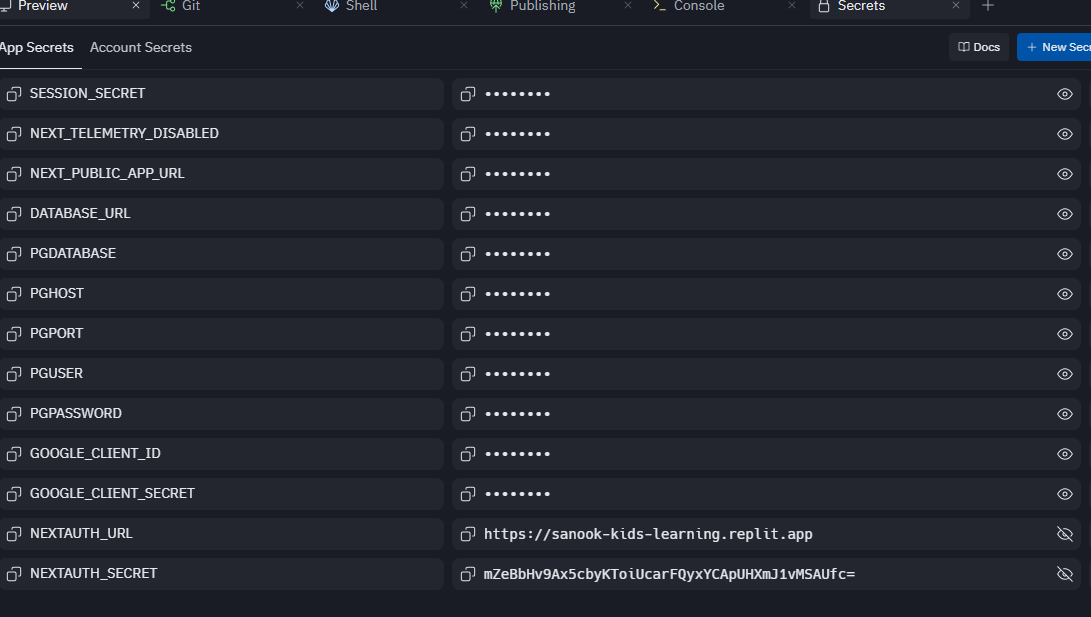 Preview Git Shell Publishing Console Secrets
App Secrets Account Secrets Docs + New Secr
SESSION_SECRET ••••••••
NEXT_TELEMETRY_DISABLED ••••••••
NEXT_PUBLIC_APP_URL ••••••••
DATABASE_URL ••••••••
PGDATABASE ••••••••
PGHOST ••••••••
PGPORT ••••••••
PGUSER ••••••••
PGPASSWORD ••••••••
GOOGLE_CLIENT_ID ••••••••
GOOGLE_CLIENT_SECRET ••••••••
NEXTAUTH_URL https://sanook-kids-learning.replit.app
NEXTAUTH_SECRET mZeBbHv9Ax5cbyKToiUcarFQyxYCApUHXmJ1vMSAUfc=